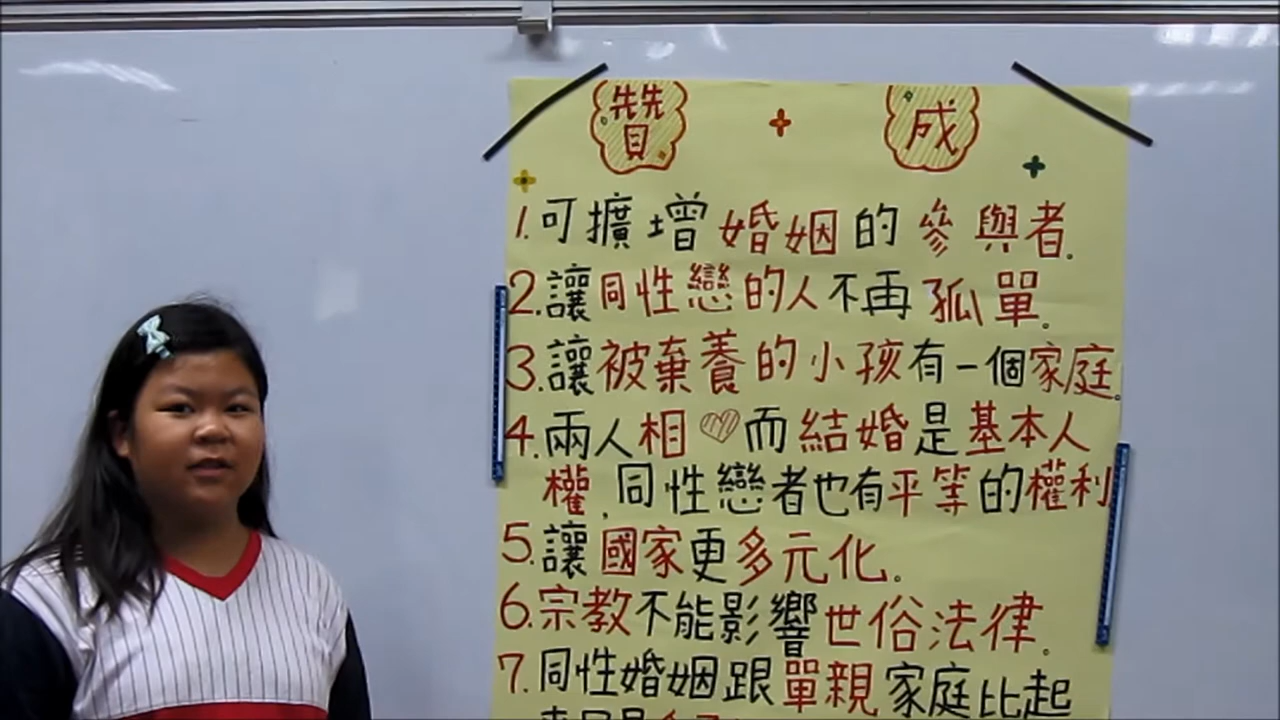 贊成
1.可擴增婚姻的參與者。
2.讓同性戀的人不再孤單。
3.讓被棄養的小孩有一個家庭。
4.兩人相♡而結婚是基本人
權,同性戀者也有平等的權利
5.讓國家更多元化。
6.宗教不能影響世俗法律。
7.同性婚姻跟單親家庭比起